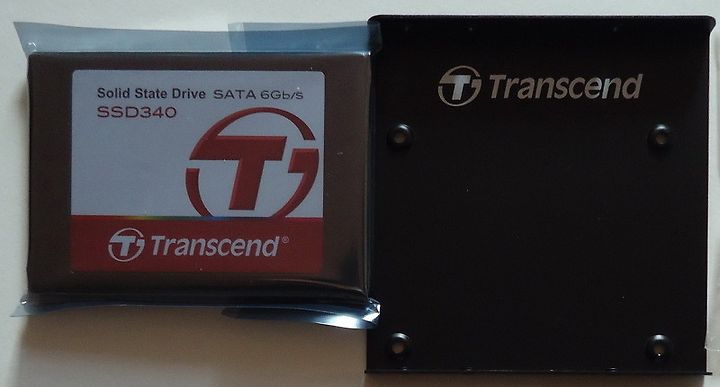 Solid State Drive SATA 6Gb/s
SSD340
Transcend®
Transcend